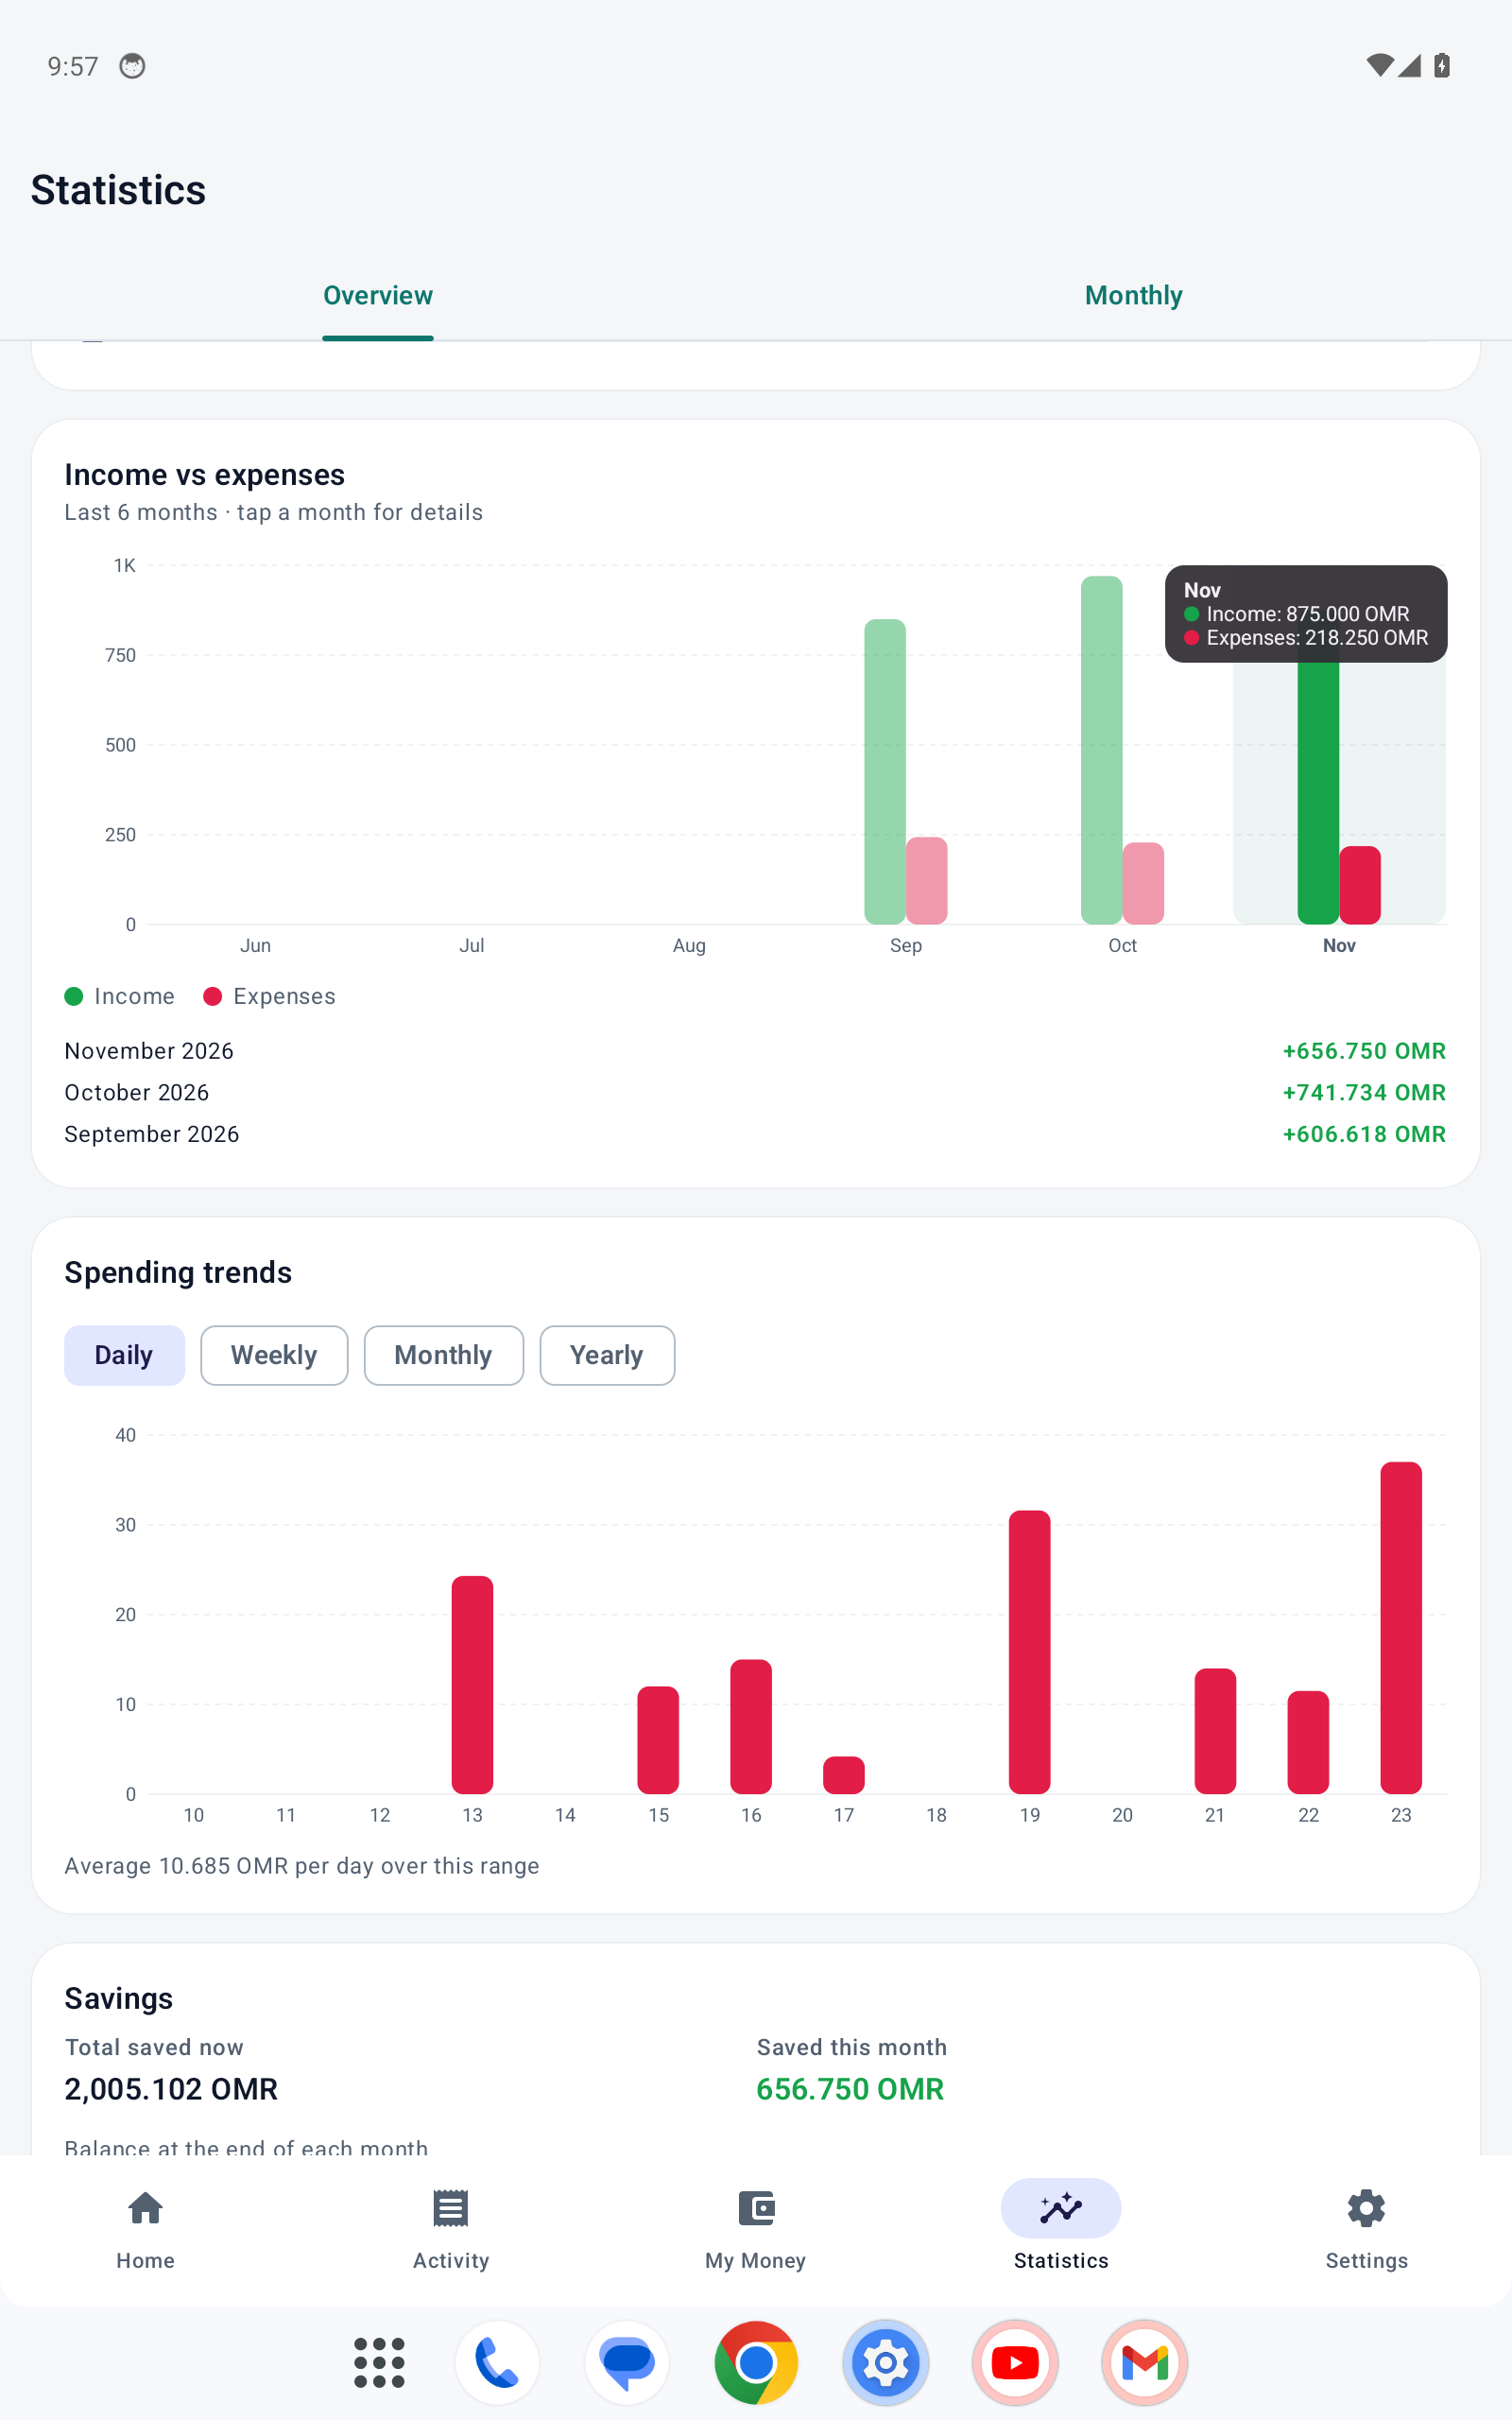 9:57
Statistics
Overview
Monthly
Income vs expenses
Last 6 months · tap a month for details
1K
750
500
250
0
Nov
Income: 875.000 OMR
Expenses: 218.250 OMR
Jun Jul Aug Sep Oct Nov
Income Expenses
November 2026 +656.750 OMR
October 2026 +741.734 OMR
September 2026 +606.618 OMR
Spending trends
Daily Weekly Monthly Yearly
40
30
20
10
0
10 11 12 13 14 15 16 17 18 19 20 21 22 23
Average 10.685 OMR per day over this range
Savings
Total saved now Saved this month
2,005.102 OMR 656.750 OMR
Balance at the end of each month
Home Activity My Money Statistics Settings